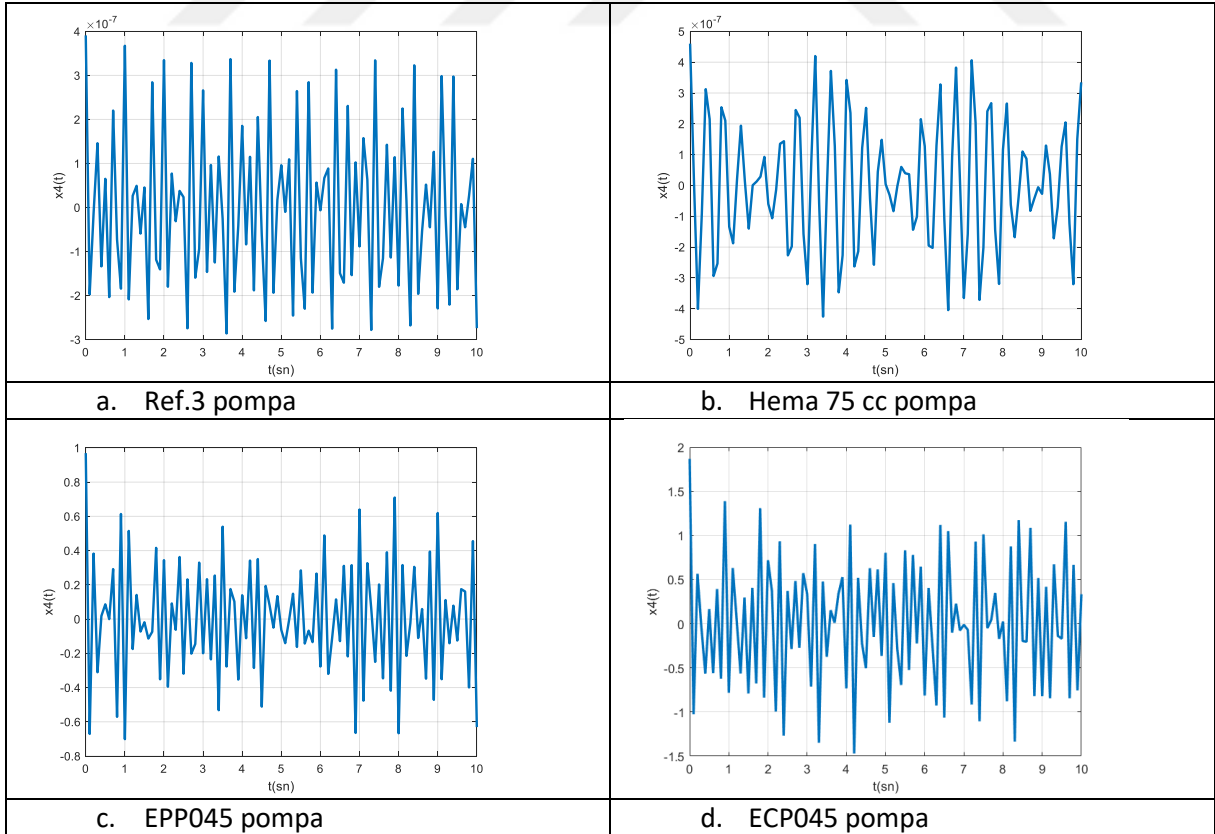 ×10⁻⁷
4
3
2
1
0
-1
-2
-3
x4(t)
0 1 2 3 4 5 6 7 8 9 10
t(sn)
a. Ref.3 pompa
×10⁻⁷
5
4
3
2
1
0
-1
-2
-3
-4
-5
x4(t)
0 1 2 3 4 5 6 7 8 9 10
t(sn)
b. Hema 75 cc pompa
1
0.8
0.6
0.4
0.2
0
-0.2
-0.4
-0.6
-0.8
x4(t)
0 1 2 3 4 5 6 7 8 9 10
t(sn)
c. EPP045 pompa
2
1.5
1
0.5
0
-0.5
-1
-1.5
x4(t)
0 1 2 3 4 5 6 7 8 9 10
t(sn)
d. ECP045 pompa